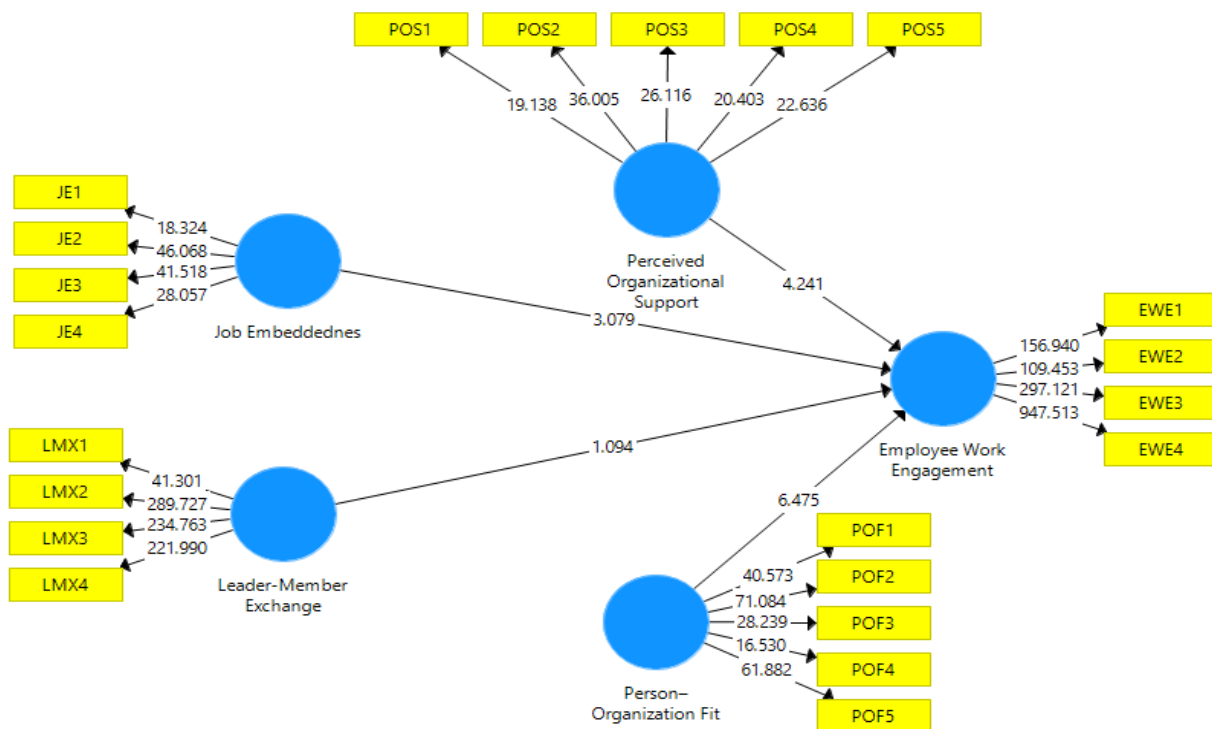 POS1
POS2
POS3
POS4
POS5
19.138
36.005
26.116
20.403
22.636
Perceived
Organizational
Support
JE1
JE2
JE3
JE4
18.324
46.068
41.518
28.057
Job Embeddednes
4.241
3.079
1.094
6.475
LMX1
LMX2
LMX3
LMX4
41.301
289.727
234.763
221.990
Leader-Member
Exchange
Employee Work
Engagement
156.940
109.453
297.121
947.513
EWE1
EWE2
EWE3
EWE4
Person–
Organization Fit
40.573
71.084
28.239
16.530
61.882
POF1
POF2
POF3
POF4
POF5